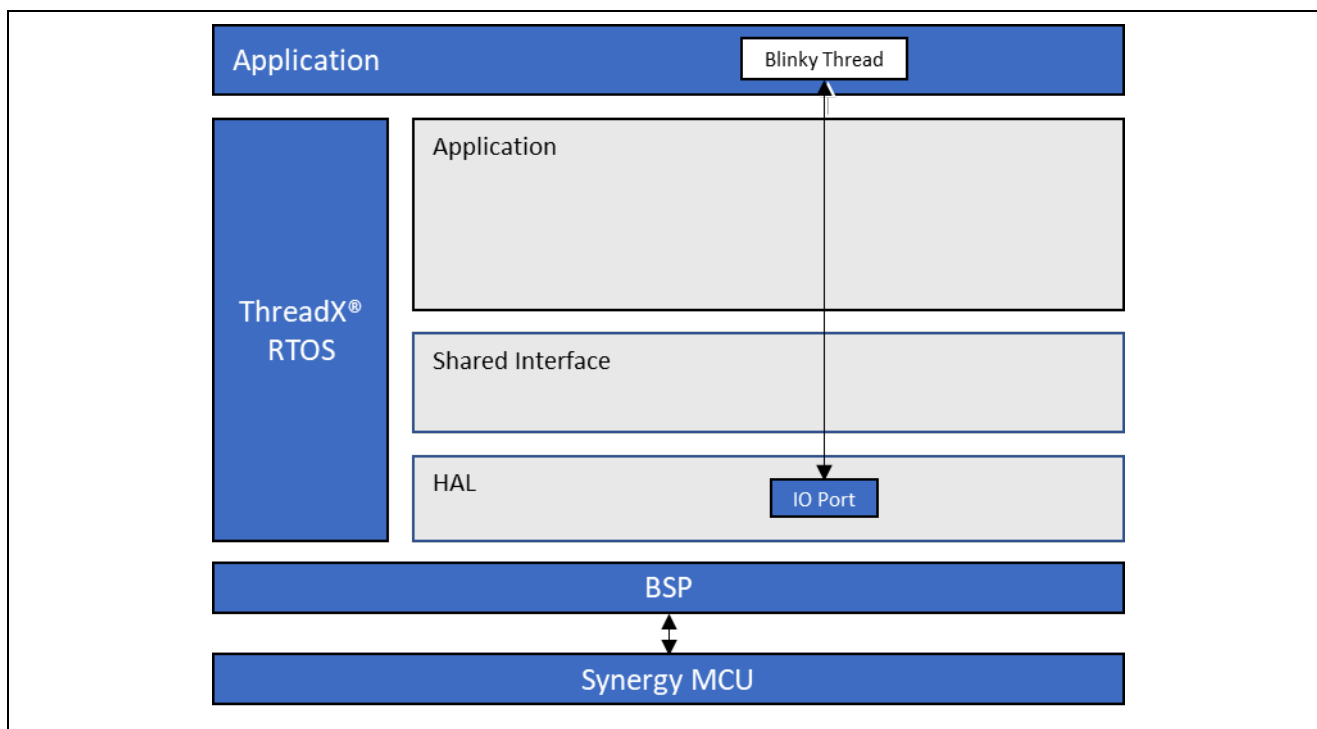 Application
Blinky Thread
Application
ThreadX®
RTOS
Shared Interface
HAL
IO Port
BSP
Synergy MCU